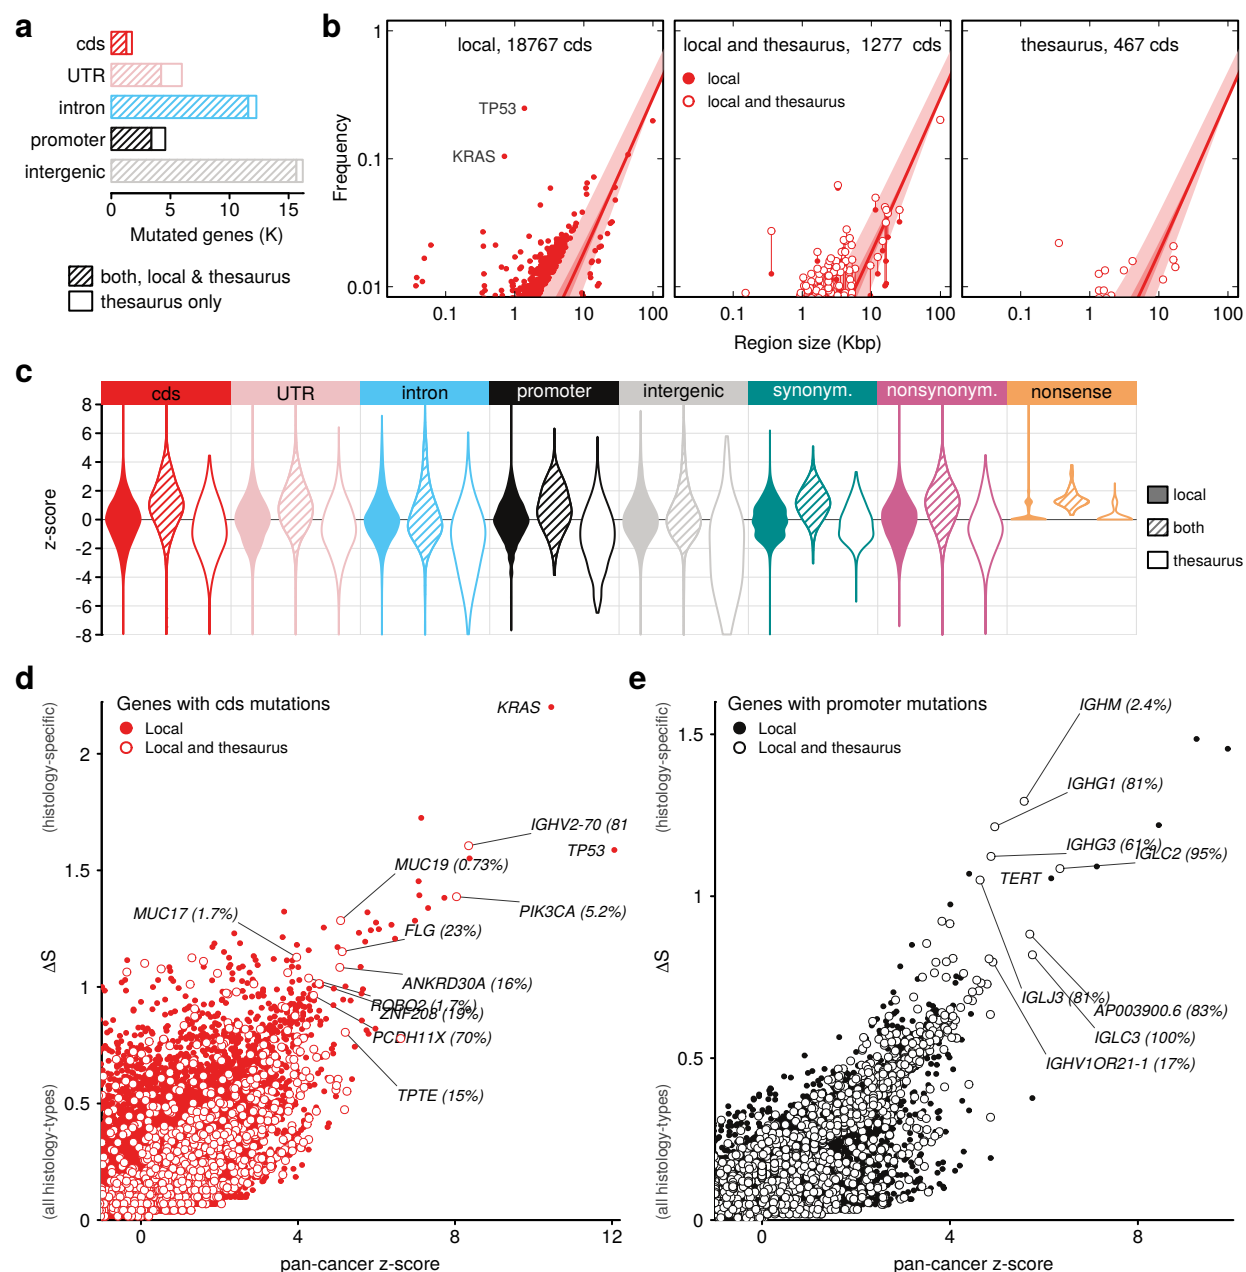 a
cds
UTR
intron
promoter
intergenic
0 5 10 15
Mutated genes (K)
both, local & thesaurus
thesaurus only
b
Frequency
1
0.1
0.01
local, 18767 cds
TP53
KRAS
0.1 1 10 100
local and thesaurus, 1277 cds
local
local and thesaurus
0.1 1 10 100
thesaurus, 467 cds
0.1 1 10 100
Region size (Kbp)
c
cds UTR intron promoter intergenic synonym. nonsynonym. nonsense
z-score
8
6
4
2
0
-2
-4
-6
-8
local
both
thesaurus
d
(histology-specific)
ΔS
(all histology-types)
Genes with cds mutations
Local
Local and thesaurus
2
1.5
1
0.5
0
KRAS
IGHV2-70 (81
TP53
MUC19 (0.73%)
PIK3CA (5.2%)
MUC17 (1.7%)
FLG (23%)
ANKRD30A (16%)
ROBO2 (1.7%)
ZNF208 (19%)
PCDH11X (70%)
TPTE (15%)
0 4 8 12
pan-cancer z-score
e
(histology-specific)
ΔS
(all histology-types)
Genes with promoter mutations
Local
Local and thesaurus
1.5
1
0.5
0
IGHM (2.4%)
IGHG1 (81%)
IGHG3 (61%)
IGLC2 (95%)
TERT
IGLJ3 (81%)
AP003900.6 (83%)
IGLC3 (100%)
IGHV1OR21-1 (17%)
0 4 8
pan-cancer z-score